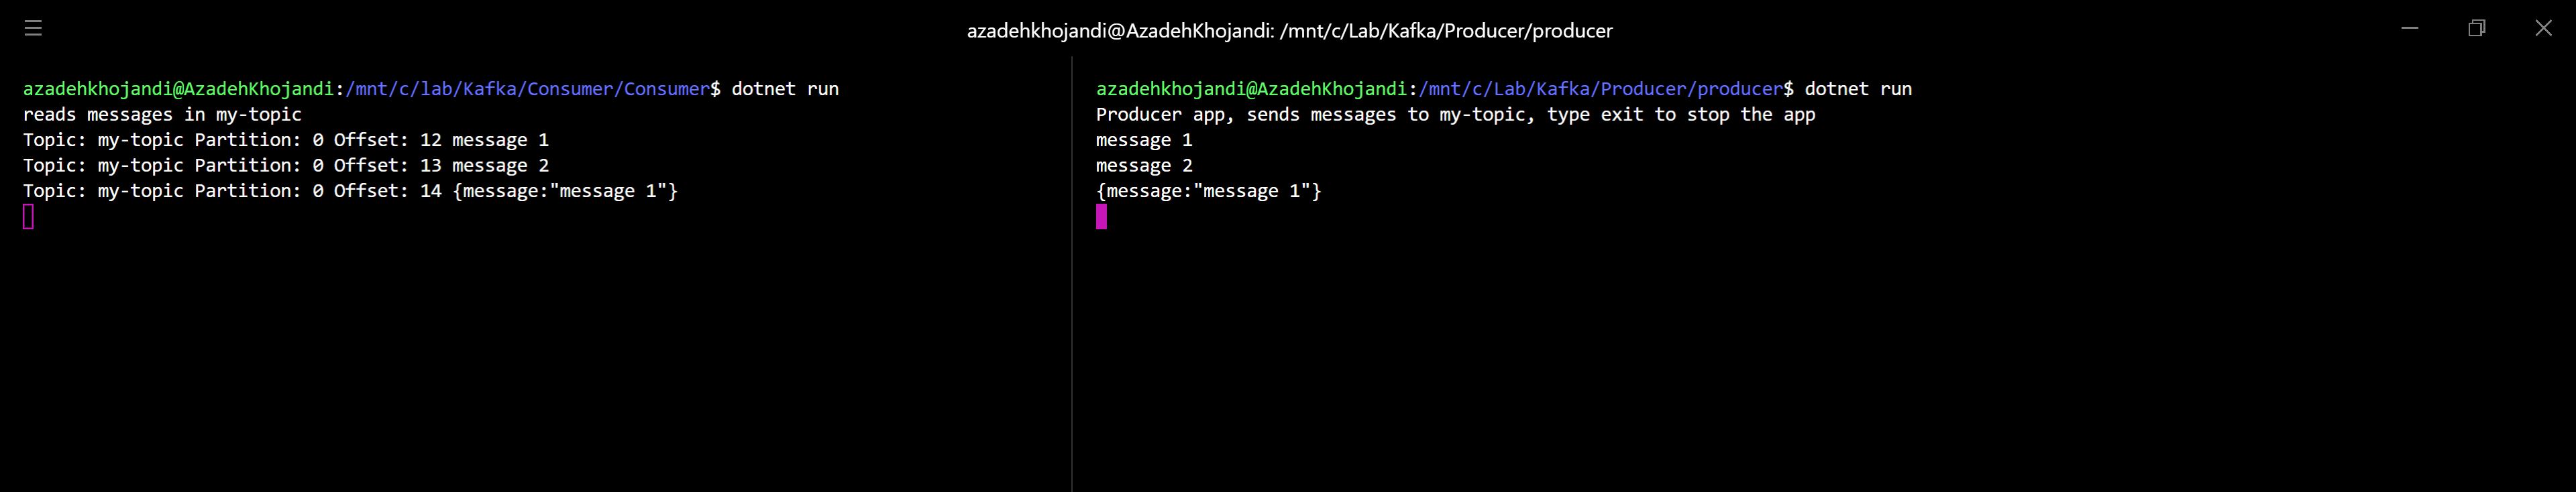 azadehkhojandi@AzadehKhojandi: /mnt/c/Lab/Kafka/Producer/producer
azadehkhojandi@AzadehKhojandi:/mnt/c/lab/Kafka/Consumer/Consumer$ dotnet run
reads messages in my-topic
Topic: my-topic Partition: 0 Offset: 12 message 1
Topic: my-topic Partition: 0 Offset: 13 message 2
Topic: my-topic Partition: 0 Offset: 14 {message:"message 1"}
azadehkhojandi@AzadehKhojandi:/mnt/c/Lab/Kafka/Producer/producer$ dotnet run
Producer app, sends messages to my-topic, type exit to stop the app
message 1
message 2
{message:"message 1"}